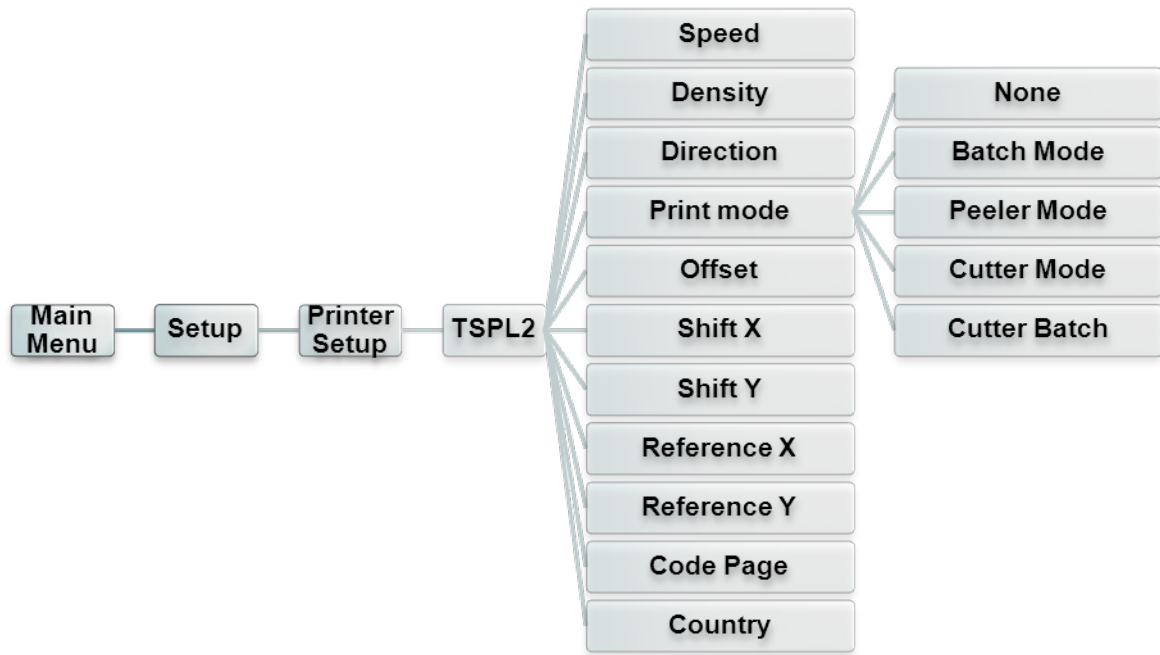 Main
Menu
Setup
Printer
Setup
TSPL2
Speed
Density
Direction
Print mode
Offset
Shift X
Shift Y
Reference X
Reference Y
Code Page
Country
None
Batch Mode
Peeler Mode
Cutter Mode
Cutter Batch